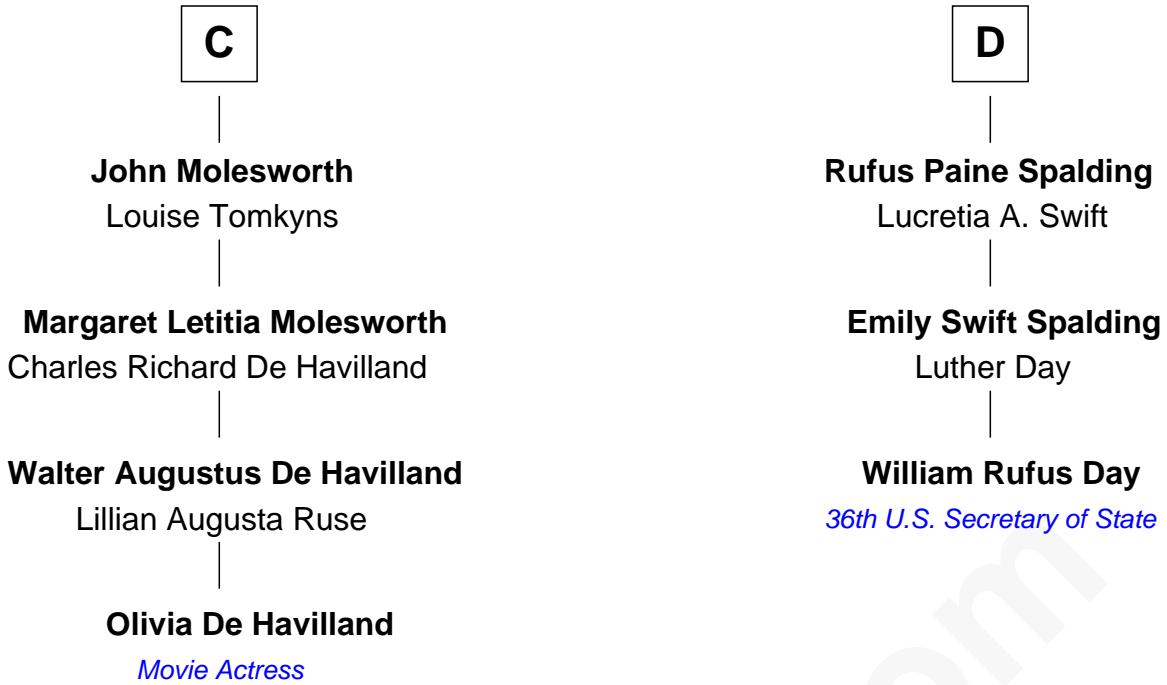 C
John Molesworth
Louise Tomkyns
Margaret Letitia Molesworth
Charles Richard De Havilland
Walter Augustus De Havilland
Lillian Augusta Ruse
Olivia De Havilland
Movie Actress
D
Rufus Paine Spalding
Lucretia A. Swift
Emily Swift Spalding
Luther Day
William Rufus Day
36th U.S. Secretary of State
om